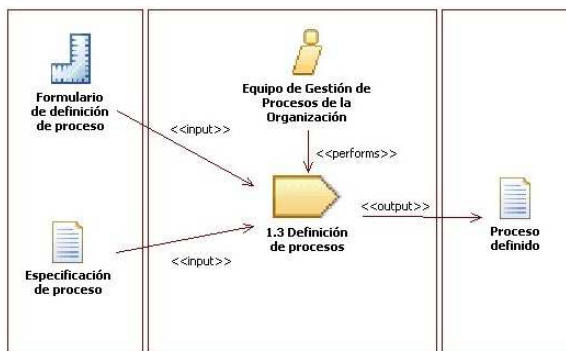 Formulario
de definición
de proceso
<<input>>
Especificación
de proceso
<<input>>
Equipo de Gestión de
Procesos de la
Organización
<<performs>>
1.3 Definición
de procesos
<<output>>
Proceso
definido